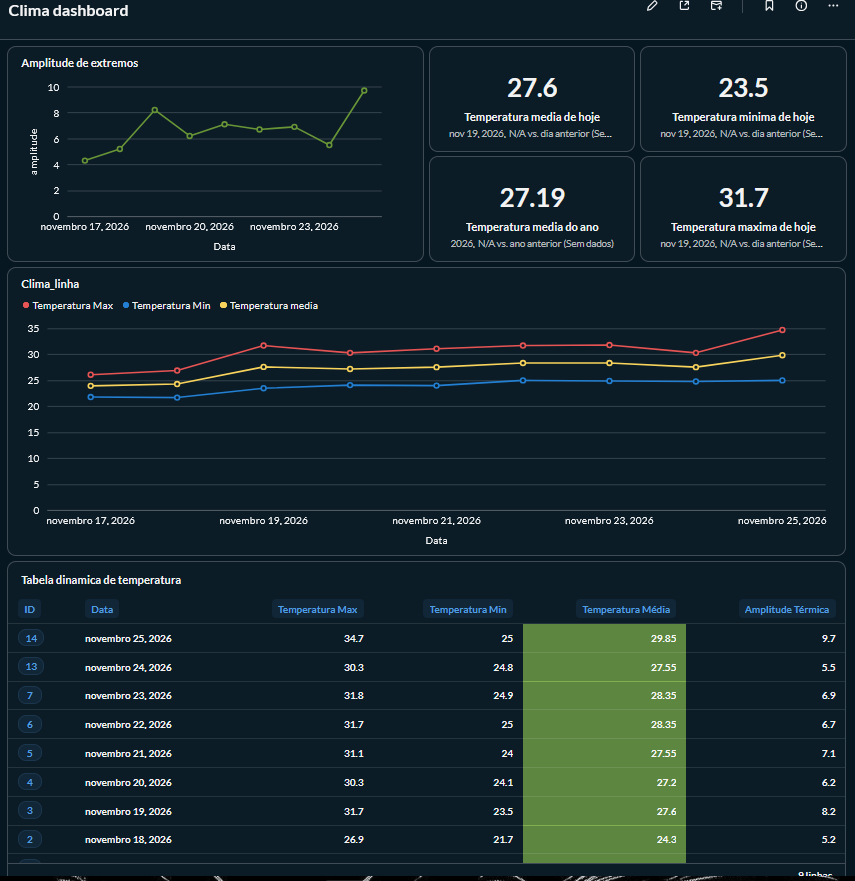 Clima dashboard
Amplitude de extremos
10
8
6
4
2
0
amplitude
novembro 17, 2026 novembro 20, 2026 novembro 23, 2026
Data
27.6
Temperatura media de hoje
nov 19, 2026, N/A vs. dia anterior (Se...
23.5
Temperatura minima de hoje
nov 19, 2026, N/A vs. dia anterior (Se...
27.19
Temperatura media do ano
2026, N/A vs. ano anterior (Sem dados)
31.7
Temperatura maxima de hoje
nov 19, 2026, N/A vs. dia anterior (Se...
Clima_linha
Temperatura Max Temperatura Min Temperatura media
35
30
25
20
15
10
5
0
novembro 17, 2026 novembro 19, 2026 novembro 21, 2026 novembro 23, 2026 novembro 25, 2026
Data
Tabela dinamica de temperatura
ID Data Temperatura Max Temperatura Min Temperatura Média Amplitude Térmica
14 novembro 25, 2026 34.7 25 29.85 9.7
13 novembro 24, 2026 30.3 24.8 27.55 5.5
7 novembro 23, 2026 31.8 24.9 28.35 6.9
6 novembro 22, 2026 31.7 25 28.35 6.7
5 novembro 21, 2026 31.1 24 27.55 7.1
4 novembro 20, 2026 30.3 24.1 27.2 6.2
3 novembro 19, 2026 31.7 23.5 27.6 8.2
2 novembro 18, 2026 26.9 21.7 24.3 5.2
9 linhas